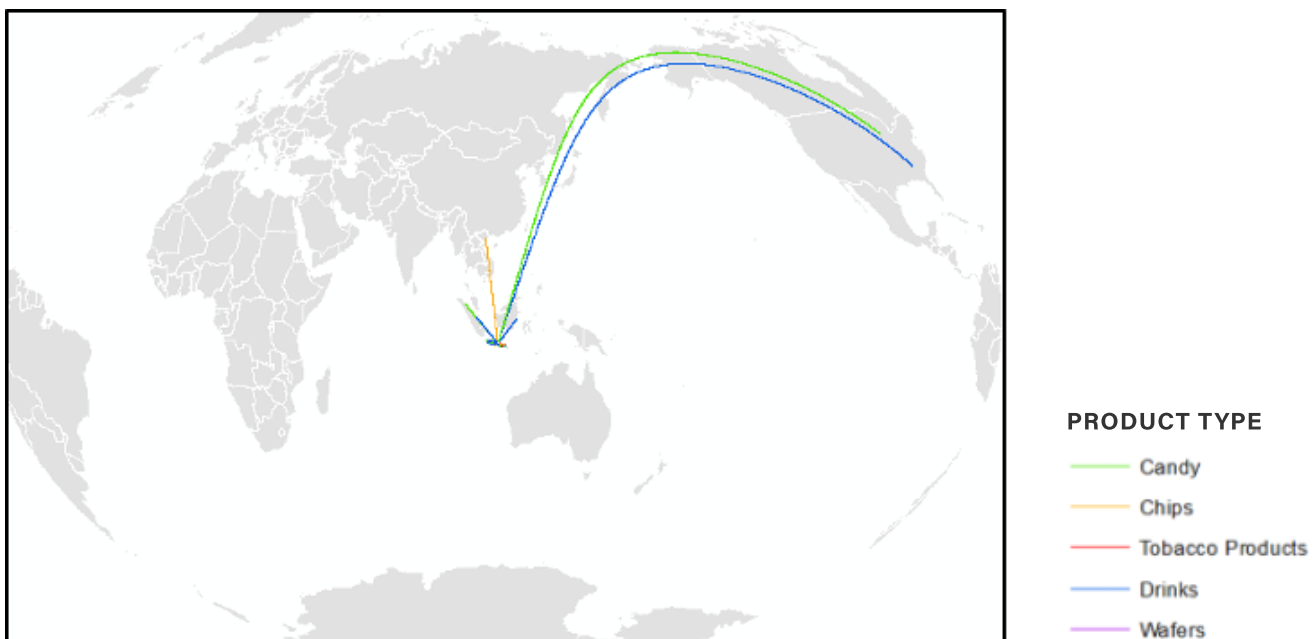 PRODUCT TYPE
Candy
Chips
Tobacco Products
Drinks
Wafers